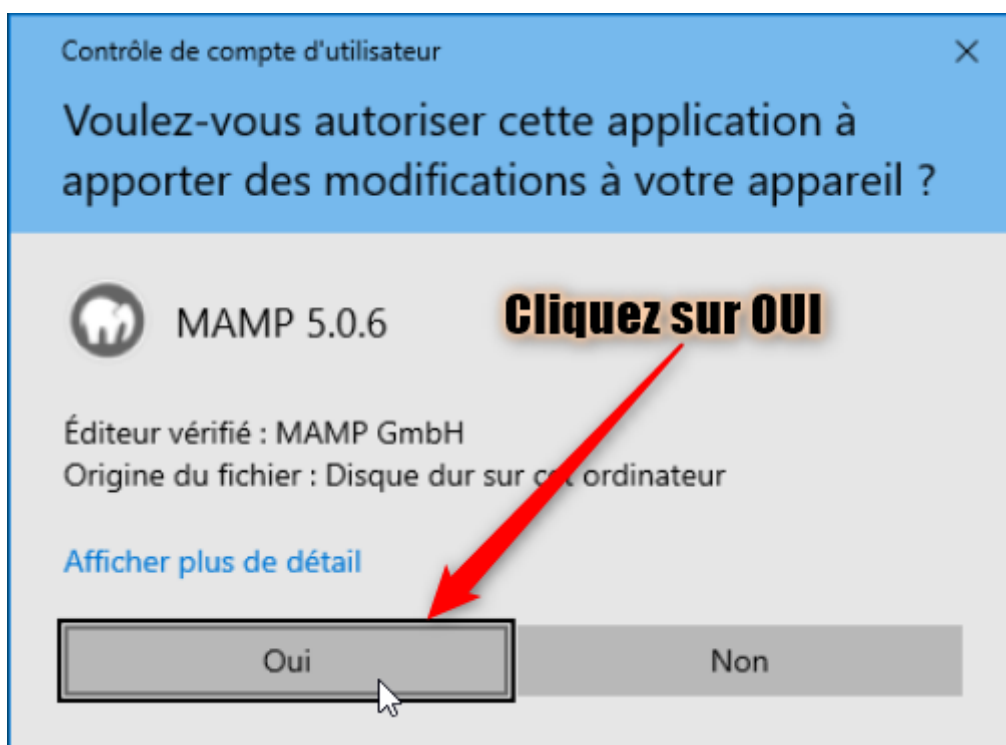 Contrôle de compte d'utilisateur
Voulez-vous autoriser cette application à
apporter des modifications à votre appareil ?
MAMP 5.0.6
Cliquez sur OUI
Éditeur vérifié : MAMP GmbH
Origine du fichier : Disque dur sur cet ordinateur
Afficher plus de détail
Oui
Non